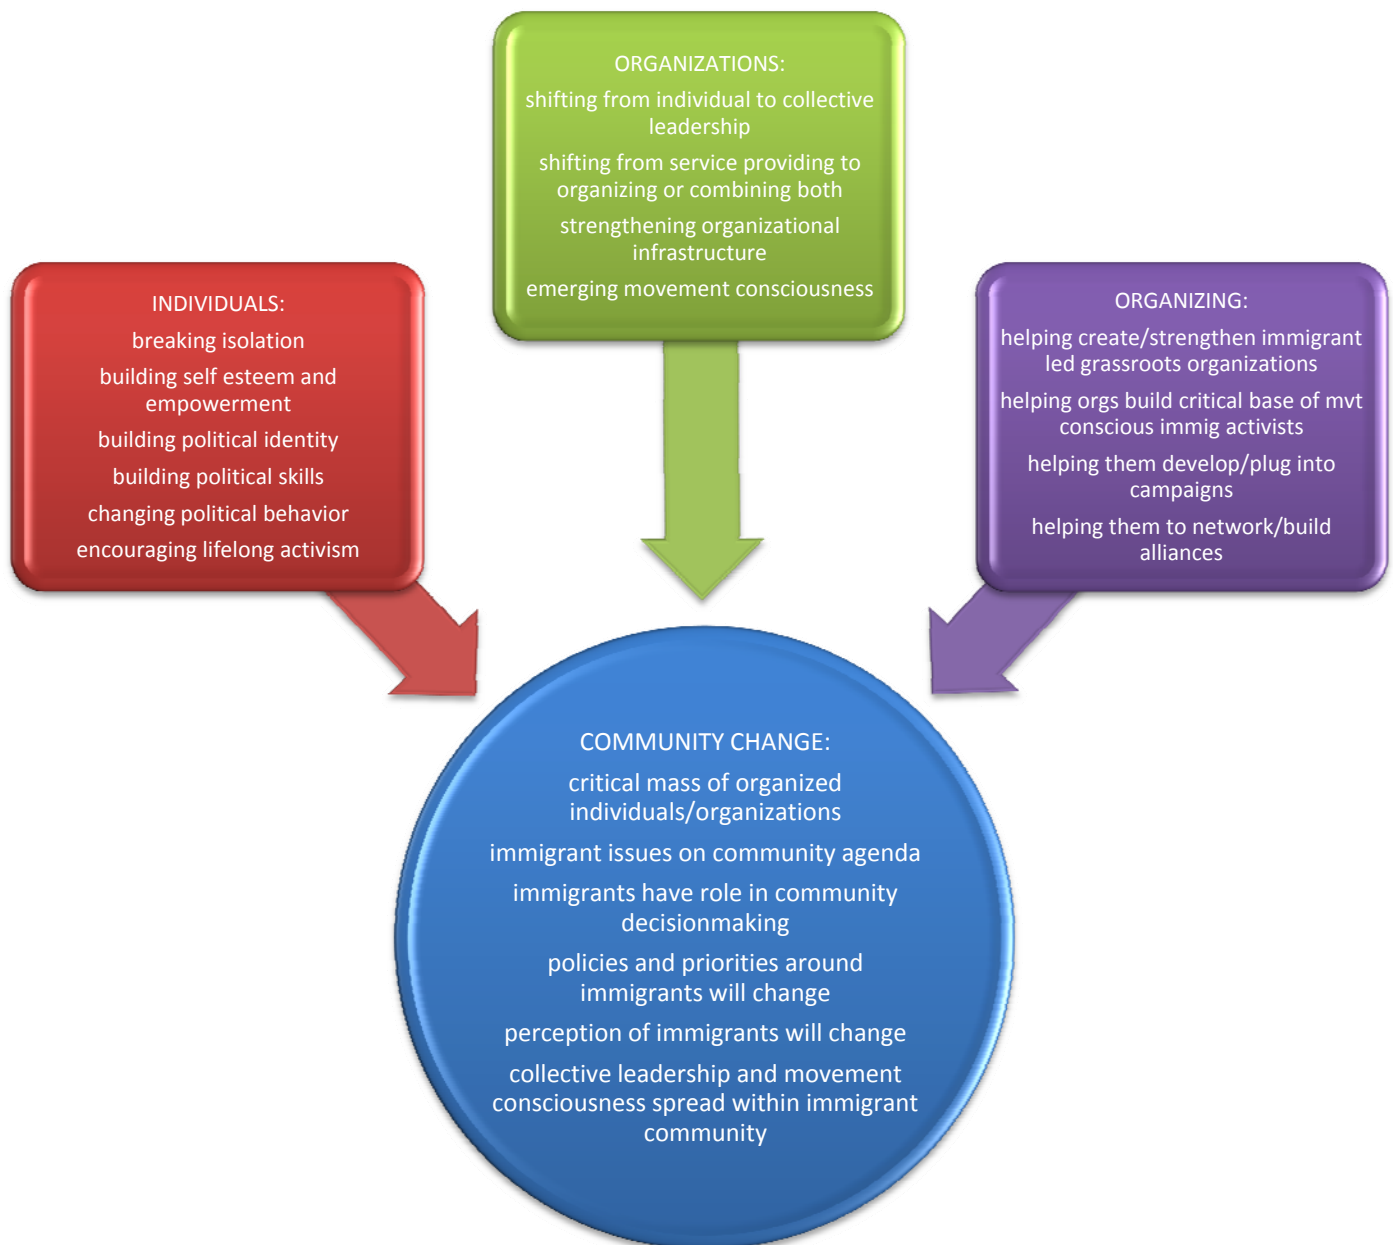 ORGANIZATIONS:
shifting from individual to collective
leadership
shifting from service providing to
organizing or combining both
strengthening organizational
infrastructure
emerging movement consciousness
INDIVIDUALS:
breaking isolation
building self esteem and
empowerment
building political identity
building political skills
changing political behavior
encouraging lifelong activism
ORGANIZING:
helping create/strengthen immigrant
led grassroots organizations
helping orgs build critical base of mvt
conscious immig activists
helping them develop/plug into
campaigns
helping them to network/build
alliances
COMMUNITY CHANGE:
critical mass of organized
individuals/organizations
immigrant issues on community agenda
immigrants have role in community
decisionmaking
policies and priorities around
immigrants will change
perception of immigrants will change
collective leadership and movement
consciousness spread within immigrant
community